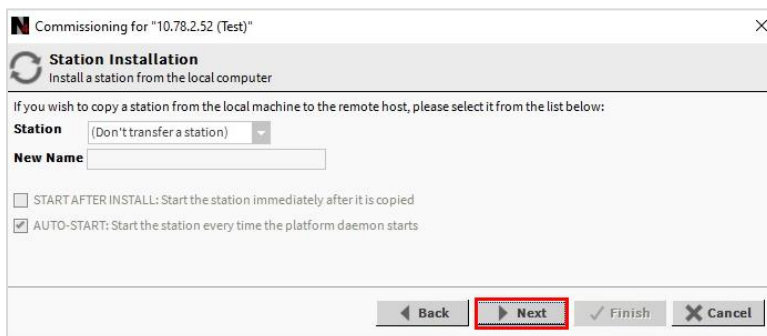 Commissioning for "10.78.2.52 (Test)"
Station Installation
Install a station from the local computer
If you wish to copy a station from the local machine to the remote host, please select it from the list below:
Station (Don't transfer a station)
New Name
START AFTER INSTALL: Start the station immediately after it is copied
AUTO-START: Start the station every time the platform daemon starts
Back Next Finish Cancel